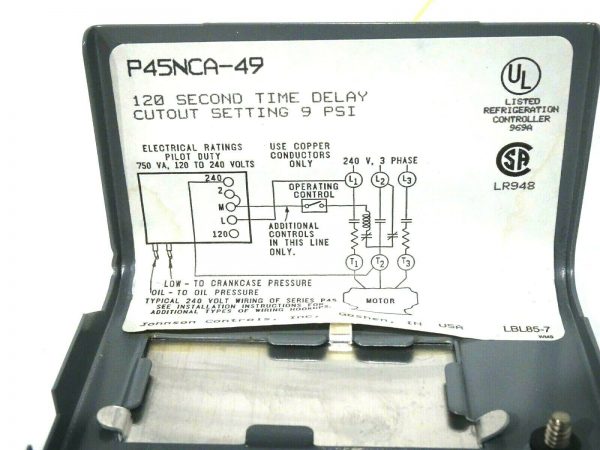 P45NCA-49
120 SECOND TIME DELAY
CUTOUT SETTING 9 PSI
UL
LISTED
REFRIGERATION
CONTROLLER
969A
SA
LR948
ELECTRICAL RATINGS
PILOT DUTY
750 VA, 120 TO 240 VOLTS
USE COPPER
CONDUCTORS
ONLY
240 V, 3 PHASE
240
2
M
L
120
OPERATING
CONTROL
L1 L2 L3
ADDITIONAL
CONTROLS
IN THIS LINE
ONLY.
T1 T2 T3
MOTOR
LOW - TO CRANKCASE PRESSURE
OIL - TO OIL PRESSURE
TYPICAL 240 VOLT WIRING OF SERIES P45
SEE INSTALLATION INSTRUCTIONS FOR
ADDITIONAL TYPES OF WIRING HOOKUPS.
Johnson Controls, Inc. Goshen, IN USA
LBL85-7